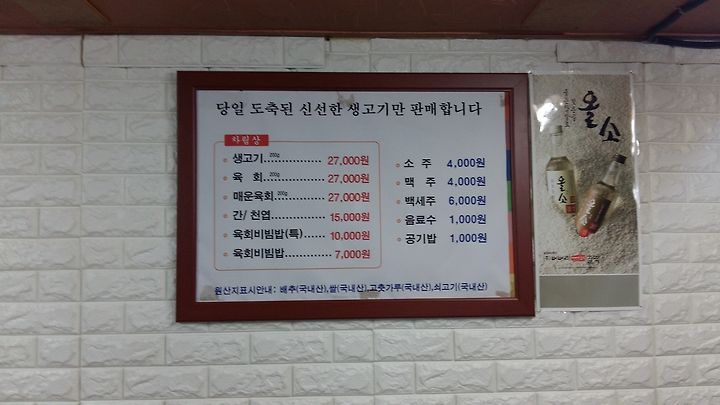 당일 도축된 신선한 생고기만 판매합니다
차림상
생고기 200g 27,000원
육 회 200g 27,000원
매운육회 200g 27,000원
간/ 천엽 15,000원
육회비빔밥(특) 10,000원
육회비빔밥 7,000원
소 주 4,000원
맥 주 4,000원
백세주 6,000원
음료수 1,000원
공기밥 1,000원
원산지표시안내: 배추(국내산),쌀(국내산),고춧가루(국내산),쇠고기(국내산)
올소
올소